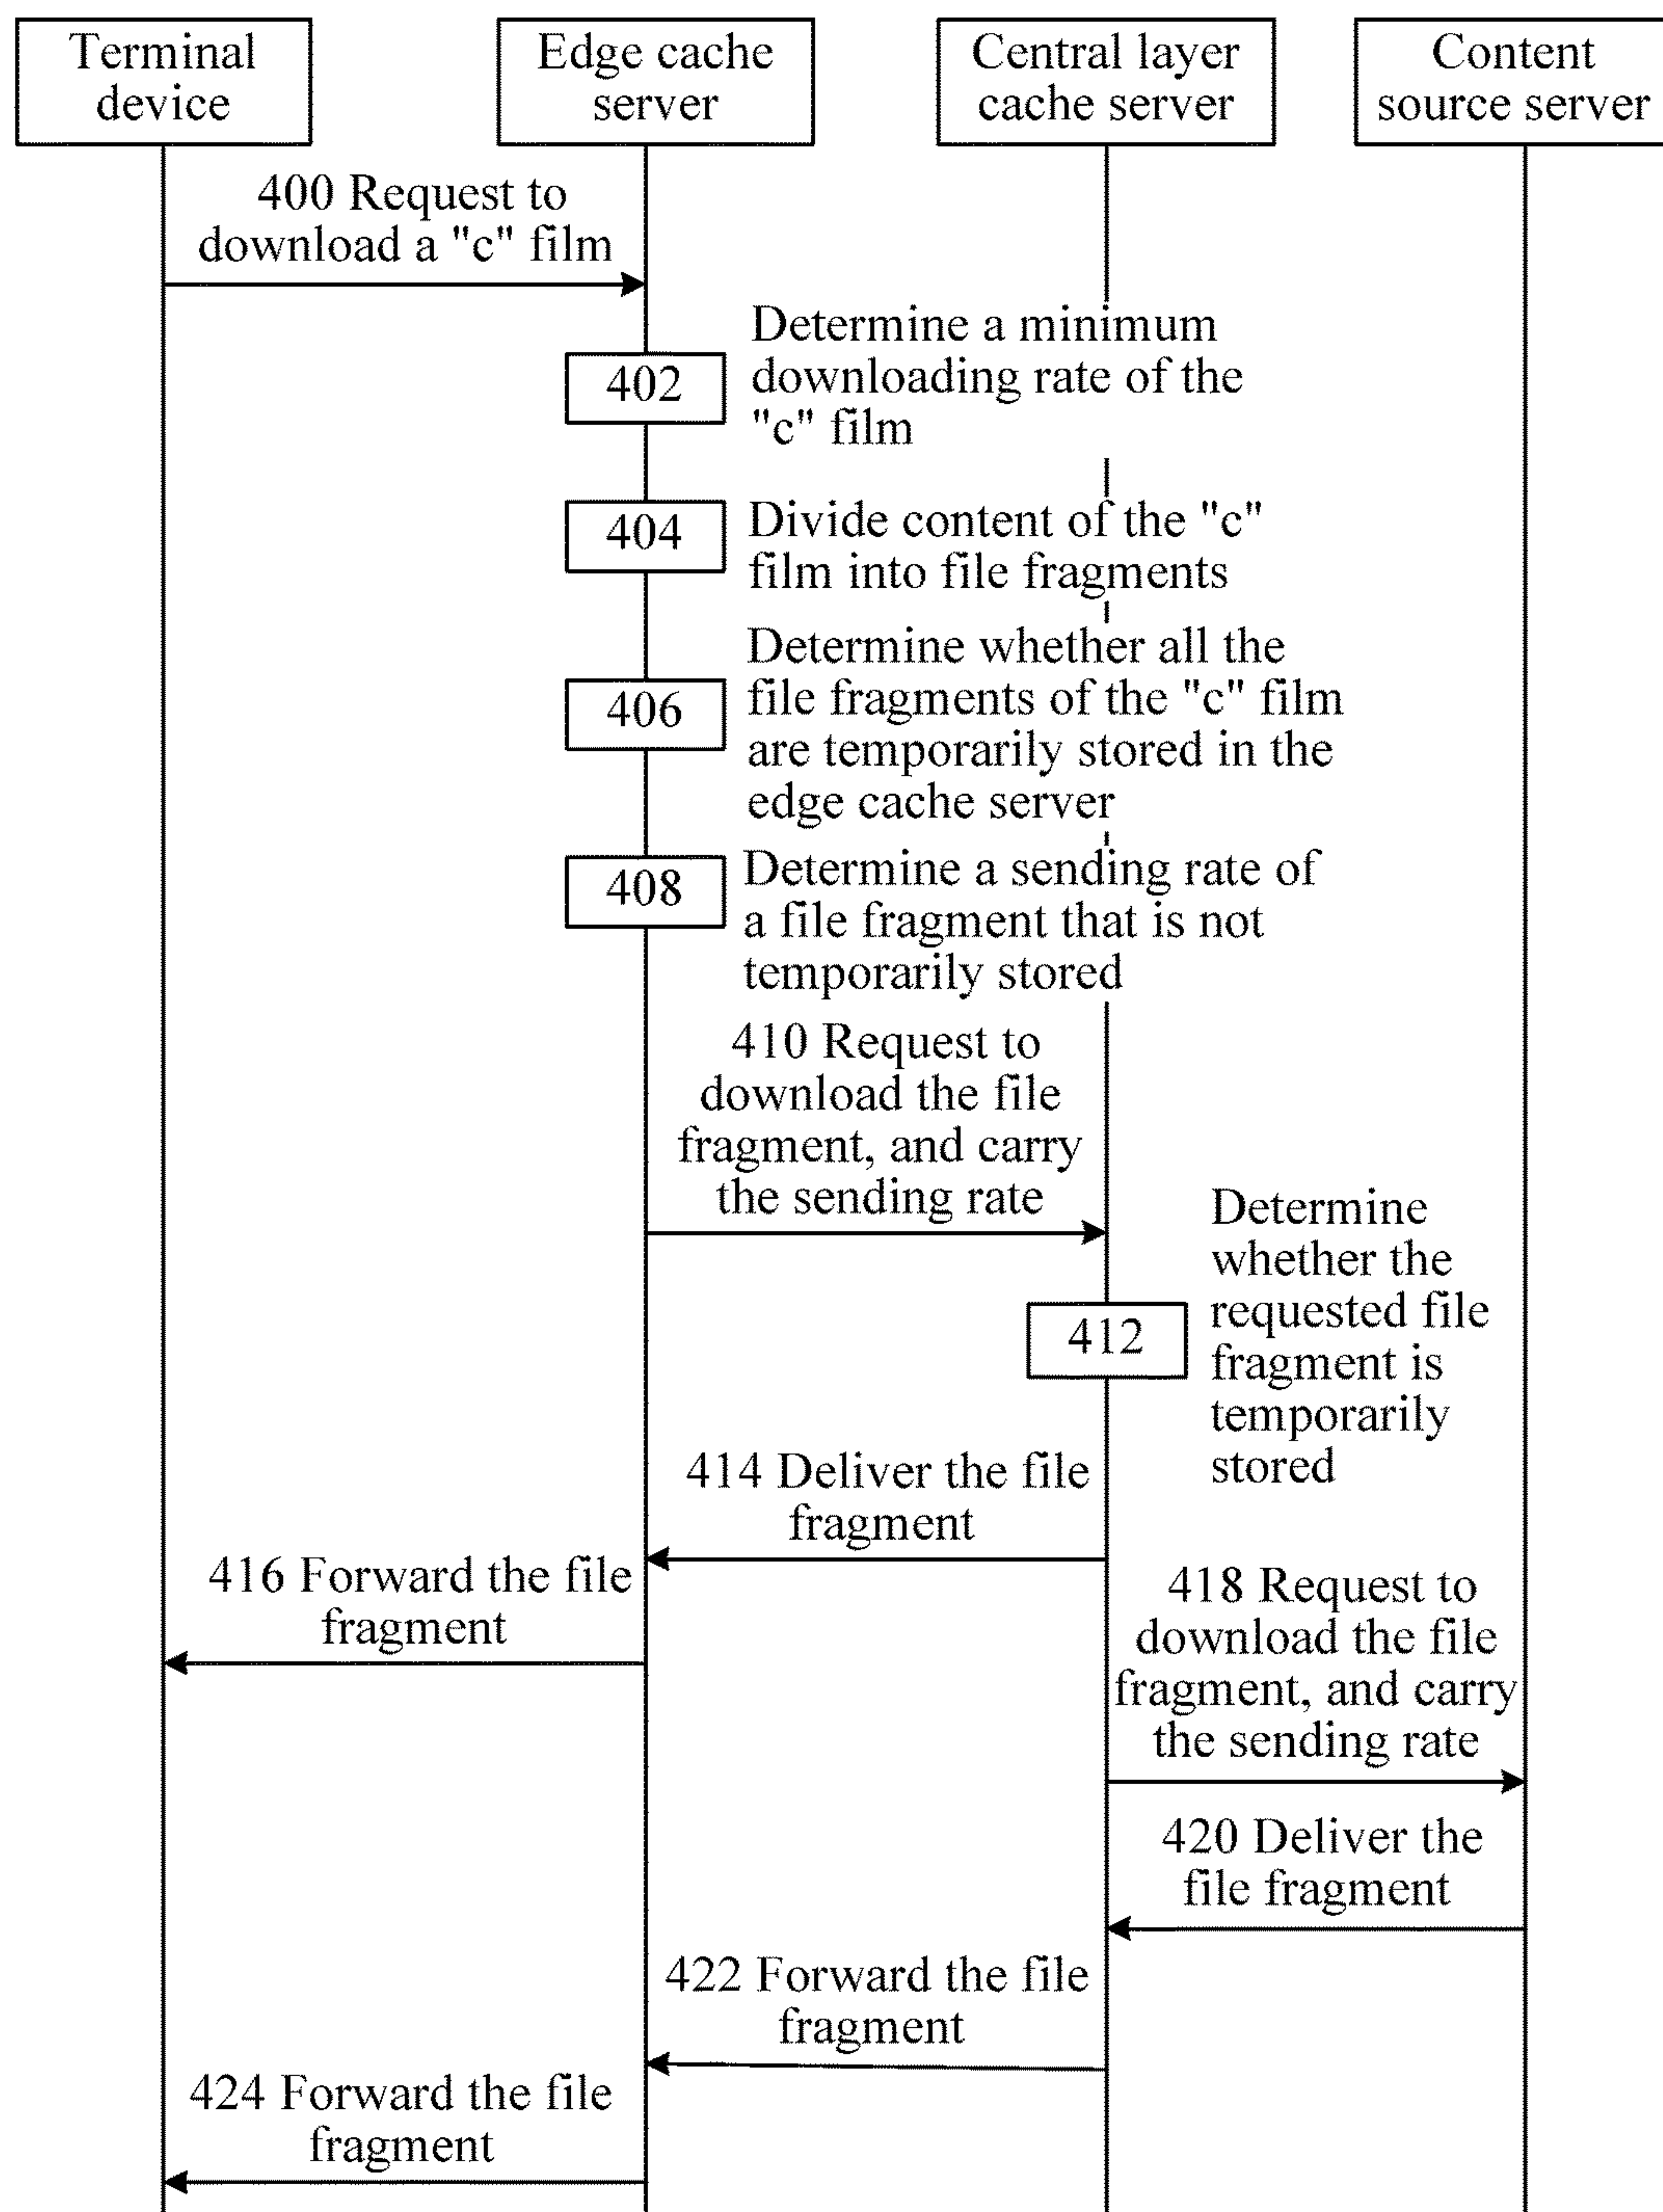 Terminal
device
Edge cache
server
Central layer
cache server
Content
source server
400 Request to
download a "c" film
402
Determine a minimum
downloading rate of the
"c" film
404
Divide content of the "c"
film into file fragments
406
Determine whether all the
file fragments of the "c" film
are temporarily stored in the
edge cache server
408
Determine a sending rate of
a file fragment that is not
temporarily stored
410 Request to
download the file
fragment, and carry
the sending rate
412
Determine
whether the
requested file
fragment is
temporarily
stored
414 Deliver the file
fragment
416 Forward the file
fragment
418 Request to
download the file
fragment, and carry
the sending rate
420 Deliver the
file fragment
422 Forward the file
fragment
424 Forward the file
fragment